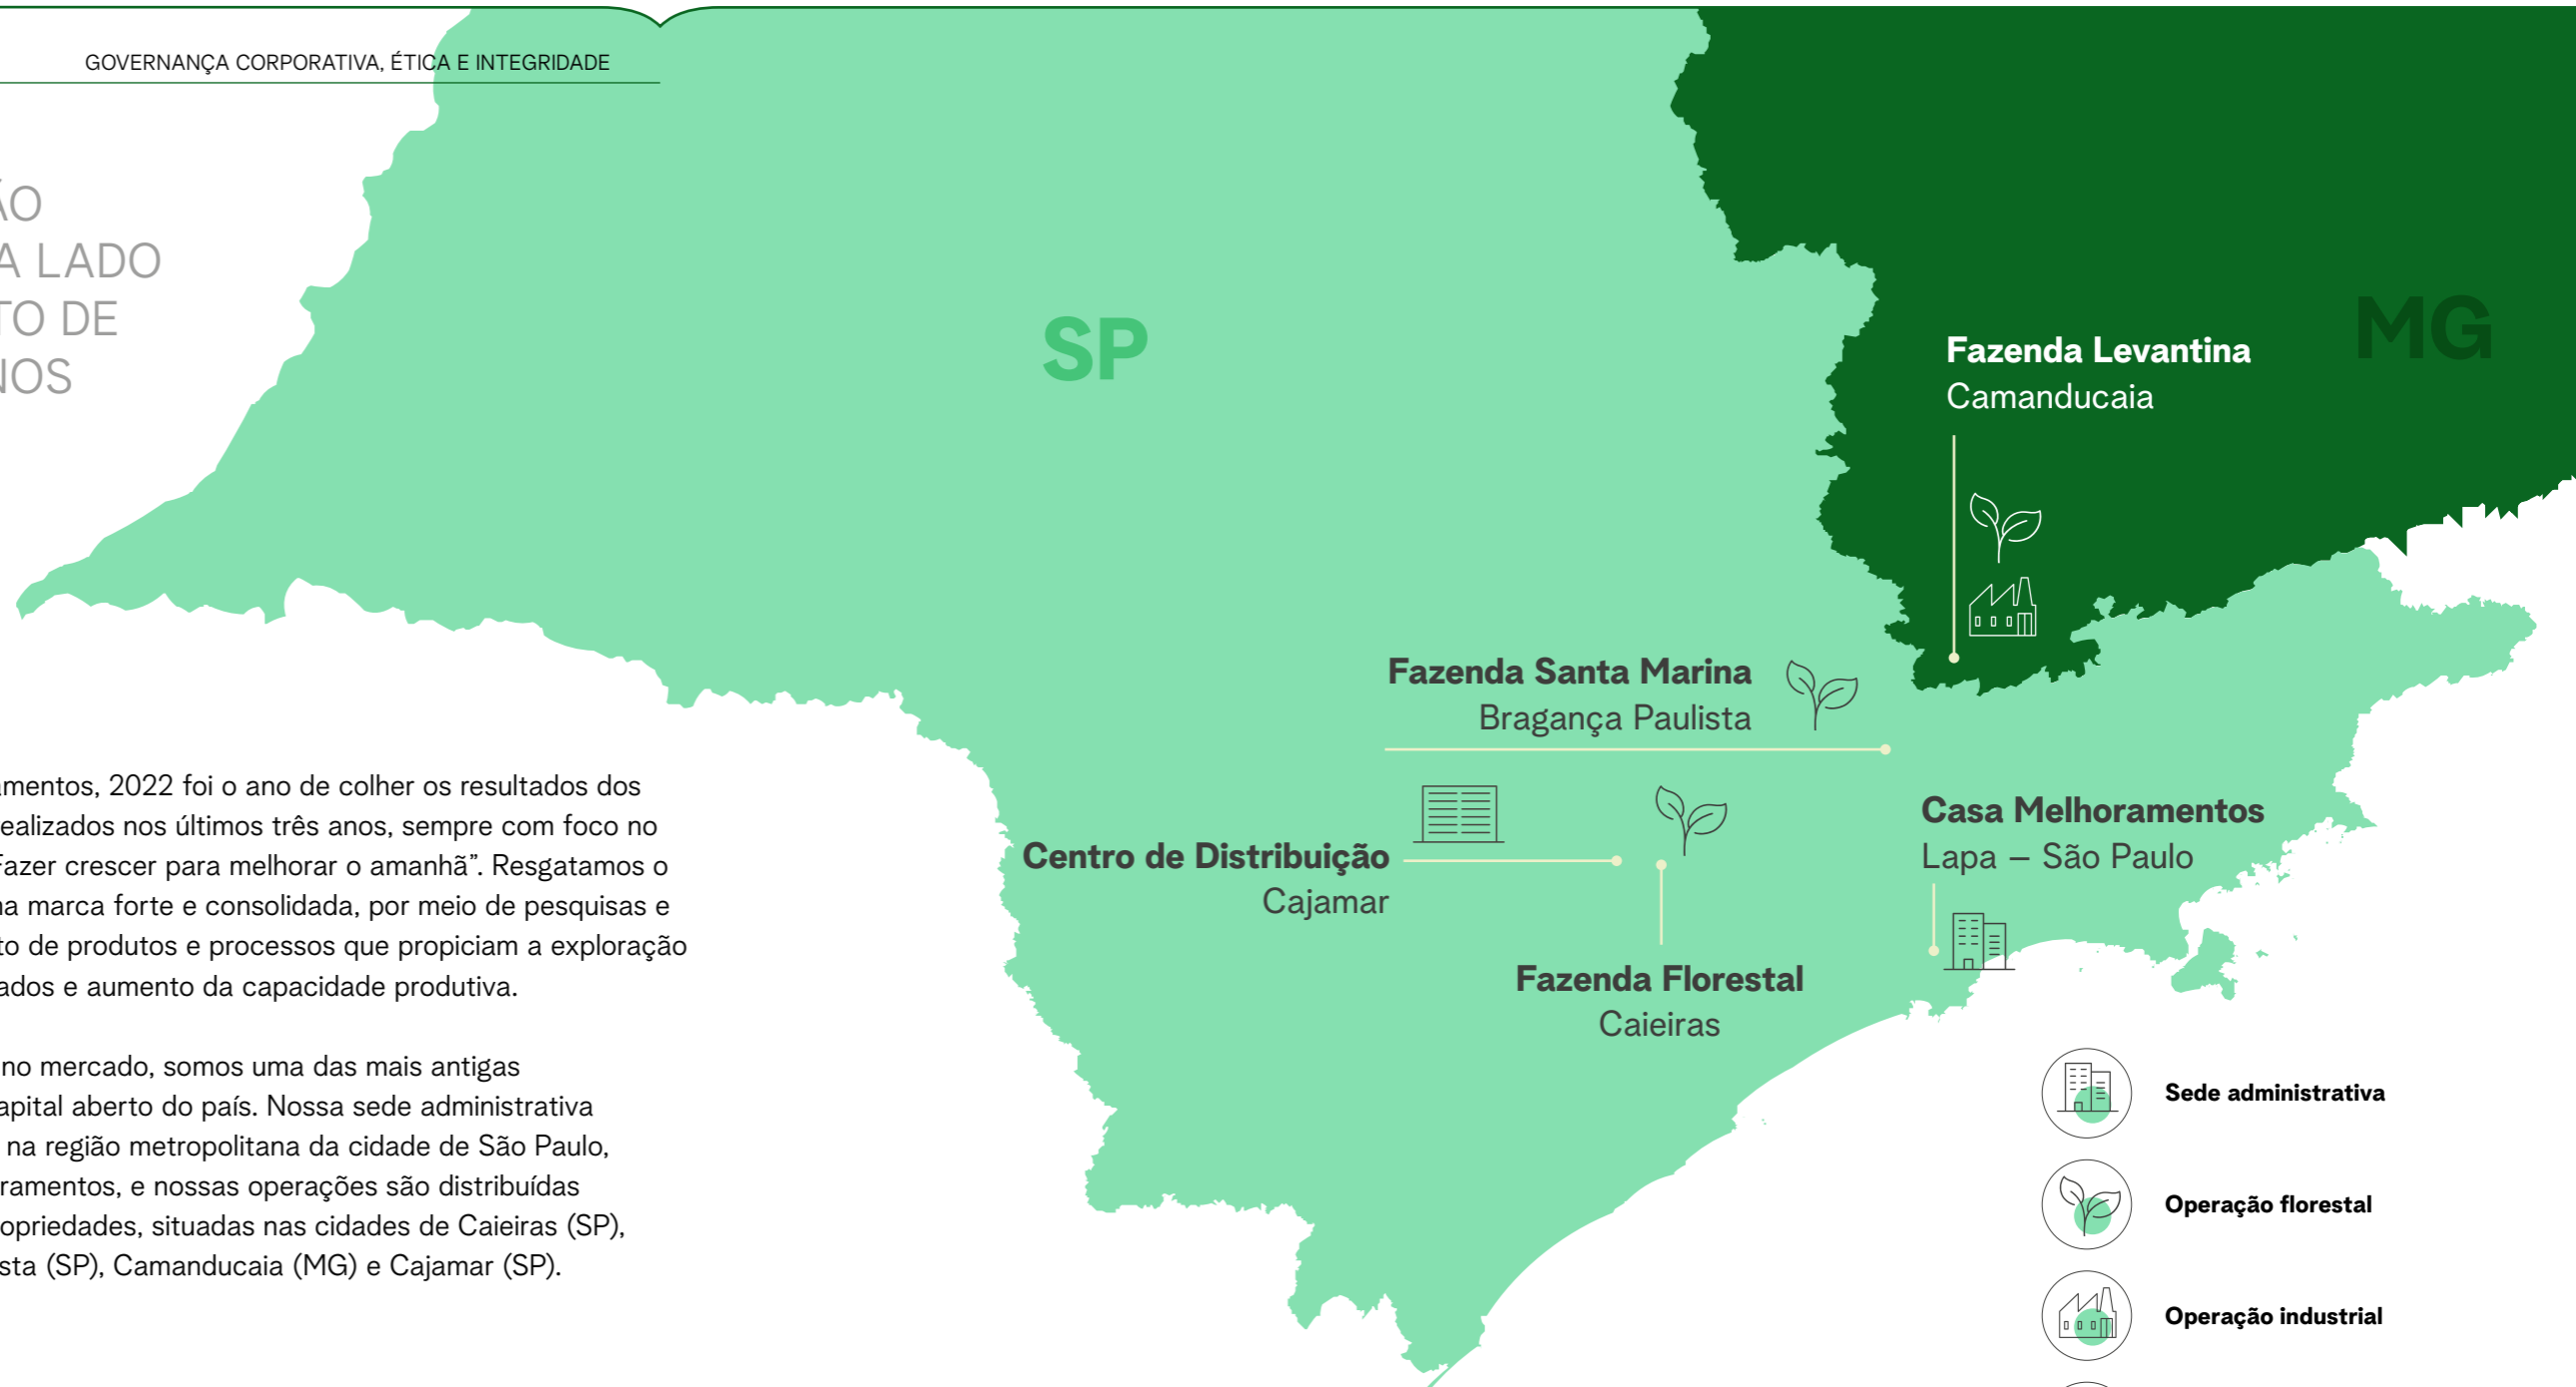 GOVERNANÇA CORPORATIVA, ÉTICA E INTEGRIDADE
ÃO
A LADO
TO DE
NOS
SP
MG
Fazenda Levantina
Camanducaia
Fazenda Santa Marina
Bragança Paulista
Centro de Distribuição
Cajamar
Fazenda Florestal
Caieiras
Casa Melhoramentos
Lapa – São Paulo
amentos, 2022 foi o ano de colher os resultados dos
ealizados nos últimos três anos, sempre com foco no
Fazer crescer para melhorar o amanhã”. Resgatamos o
na marca forte e consolidada, por meio de pesquisas e
to de produtos e processos que propiciam a exploração
ados e aumento da capacidade produtiva.
no mercado, somos uma das mais antigas
apital aberto do país. Nossa sede administrativa
na região metropolitana da cidade de São Paulo,
ramentos, e nossas operações são distribuídas
opriedades, situadas nas cidades de Caieiras (SP),
sta (SP), Camanducaia (MG) e Cajamar (SP).
Sede administrativa
Operação florestal
Operação industrial